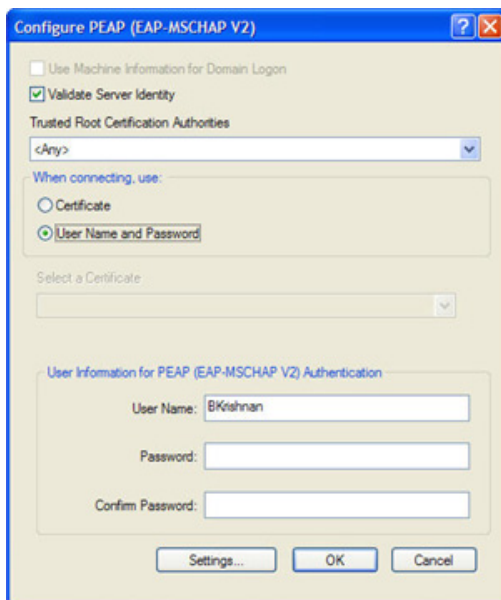 Configure PEAP (EAP-MSCHAP V2)
Use Machine Information for Domain Logon
Validate Server Identity
Trusted Root Certification Authorities
<Any>
When connecting, use:
Certificate
User Name and Password
Select a Certificate
User Information for PEAP (EAP-MSCHAP V2) Authentication
User Name: BKrishnan
Password:
Confirm Password:
Settings... OK Cancel